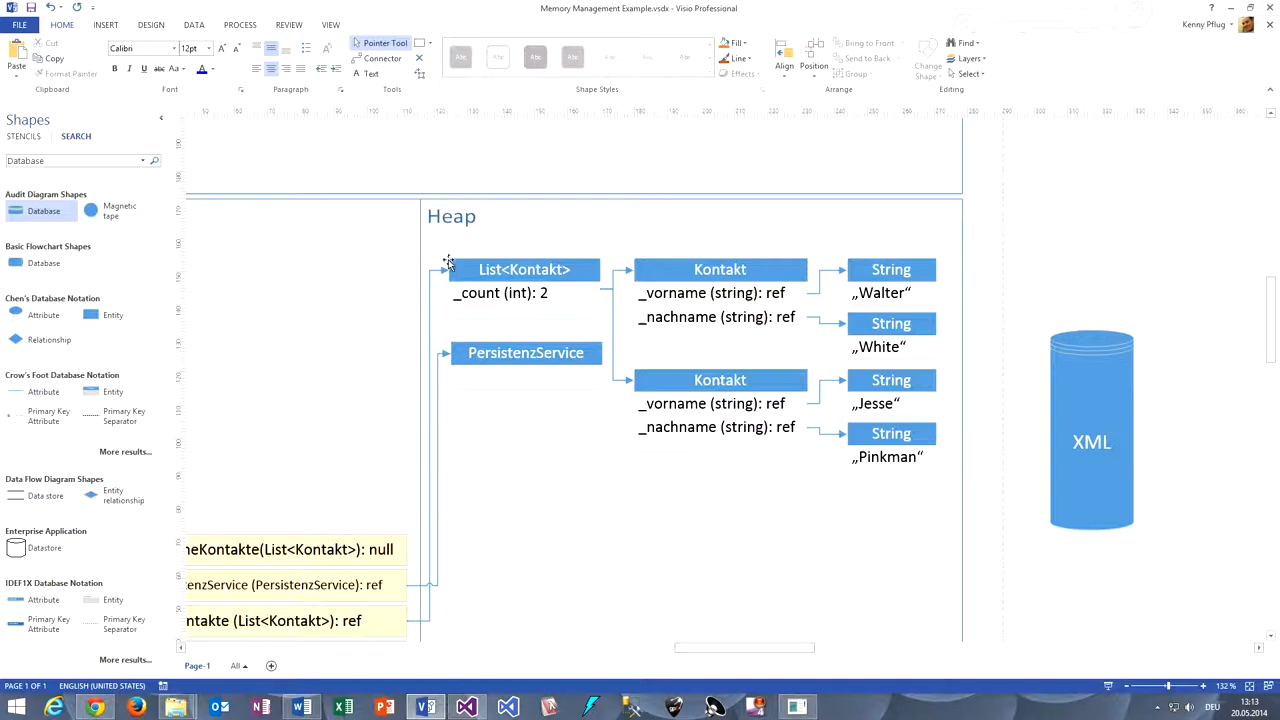 Memory Management Example.vsdx - Visio Professional
FILE HOME INSERT DESIGN DATA PROCESS REVIEW VIEW
Kenny Pflug
Paste
Cut
Copy
Format Painter
Clipboard
Calibri 12pt
Font
Paragraph
Pointer Tool
Connector
Text
Tools
Abc Abc Abc Abc
Shape Styles
Fill
Line
Effects
Align
Position
Bring to Front
Send to Back
Group
Arrange
Change
Shape
Find
Layers
Select
Editing
Shapes
STENCILS SEARCH
Database
Audit Diagram Shapes
Database
Magnetic
tape
Basic Flowchart Shapes
Database
Chen's Database Notation
Attribute
Entity
Relationship
Crow's Foot Database Notation
Attribute
Entity
Primary Key
Attribute
Primary Key
Separator
More results...
Data Flow Diagram Shapes
Data store
Entity
relationship
Enterprise Application
Datastore
IDEF1X Database Notation
Attribute
Entity
Primary Key
Attribute
Primary Key
Separator
More results...
Heap
List<Kontakt>
_count (int): 2
PersistenzService
Kontakt
_vorname (string): ref
_nachname (string): ref
String
„Walter“
String
„White“
Kontakt
_vorname (string): ref
_nachname (string): ref
String
„Jesse“
String
„Pinkman“
XML
neKontakte(List<Kontakt>): null
tenzService (PersistenzService): ref
ntakte (List<Kontakt>): ref
Page-1 All
PAGE 1 OF 1 ENGLISH (UNITED STATES)
132 %
DEU
13:13
20.05.2014